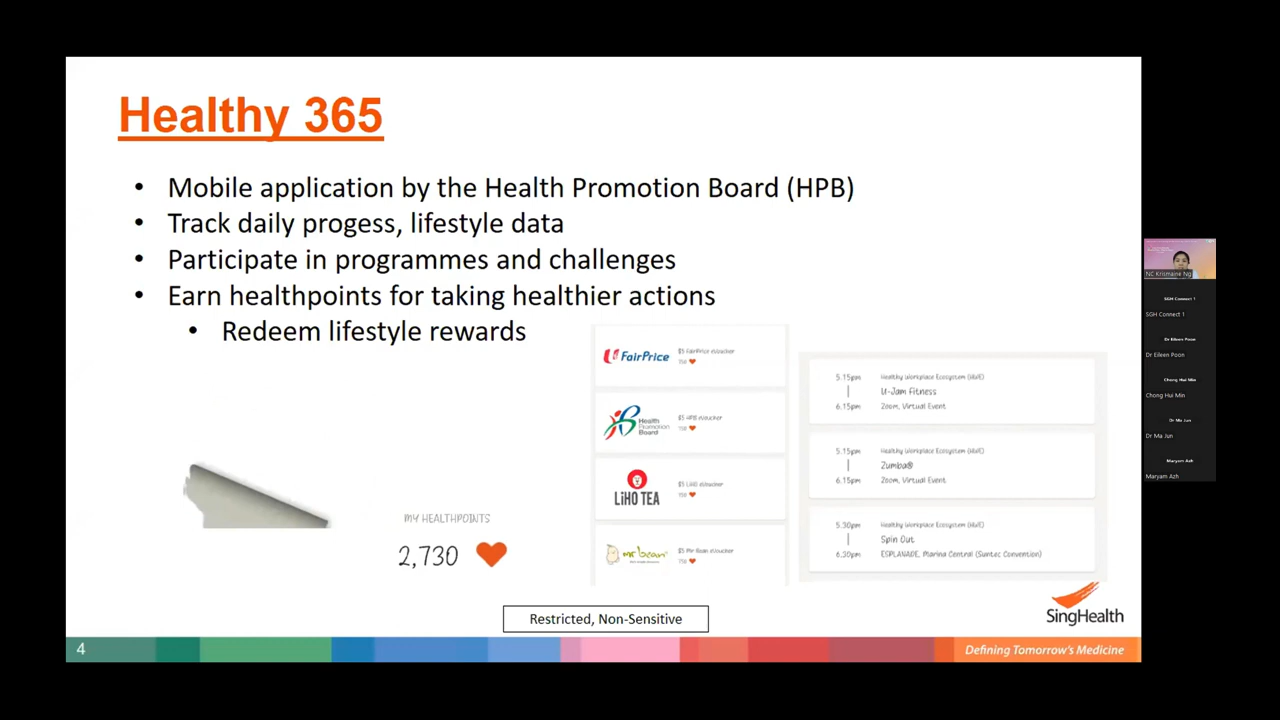 Healthy 365
• Mobile application by the Health Promotion Board (HPB)
• Track daily progess, lifestyle data
• Participate in programmes and challenges
• Earn healthpoints for taking healthier actions
• Redeem lifestyle rewards
FairPrice
$5 FairPrice eVoucher
750
Health
Promotion
Board
$5 HPB eVoucher
750
LiHO TEA
$5 LiHO eVoucher
750
mr bean
$5 Mr Bean eVoucher
750
5.15pm
6.15pm
Healthy Workplace Ecosystem (HWE)
U-Jam Fitness
Zoom, Virtual Event
5.15pm
6.15pm
Healthy Workplace Ecosystem (HWE)
Zumba®
Zoom, Virtual Event
5.30pm
6.30pm
Healthy Workplace Ecosystem (HWE)
Spin Out
ESPLANADE, Marina Central (Suntec Convention)
MY HEALTHPOINTS
2,730
SingHealth
Restricted, Non-Sensitive
4
Defining Tomorrow's Medicine
NC Krismaine Ng
SGH Connect 1
SGH Connect 1
Dr Eileen Poon
Dr Eileen Poon
Chong Hui Min
Chong Hui Min
Dr Ma Jun
Dr Ma Jun
Maryam Azh
Maryam Azh